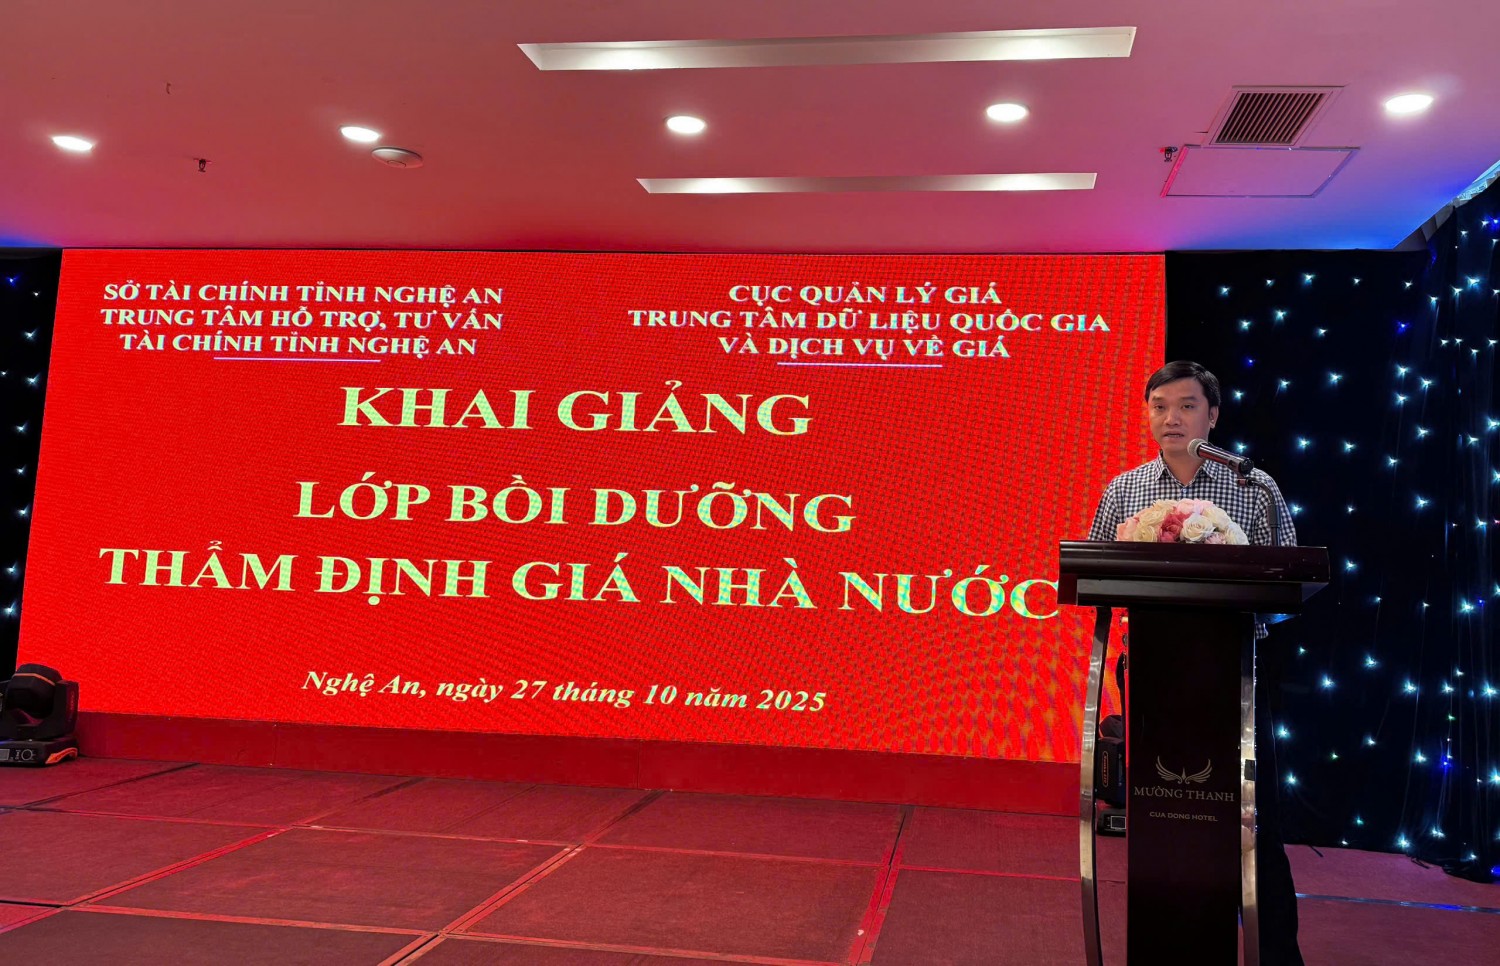 SỞ TÀI CHÍNH TỈNH NGHỆ AN
TRUNG TÂM HỖ TRỢ, TƯ VẤN
TÀI CHÍNH TỈNH NGHỆ AN
CỤC QUẢN LÝ GIÁ
TRUNG TÂM DỮ LIỆU QUỐC GIA
VÀ DỊCH VỤ VỀ GIÁ
KHAI GIẢNG
LỚP BỒI DƯỠNG
THẨM ĐỊNH GIÁ NHÀ NƯỚC
Nghệ An, ngày 27 tháng 10 năm 2025
MƯỜNG THANH
CUA DONG HOTEL